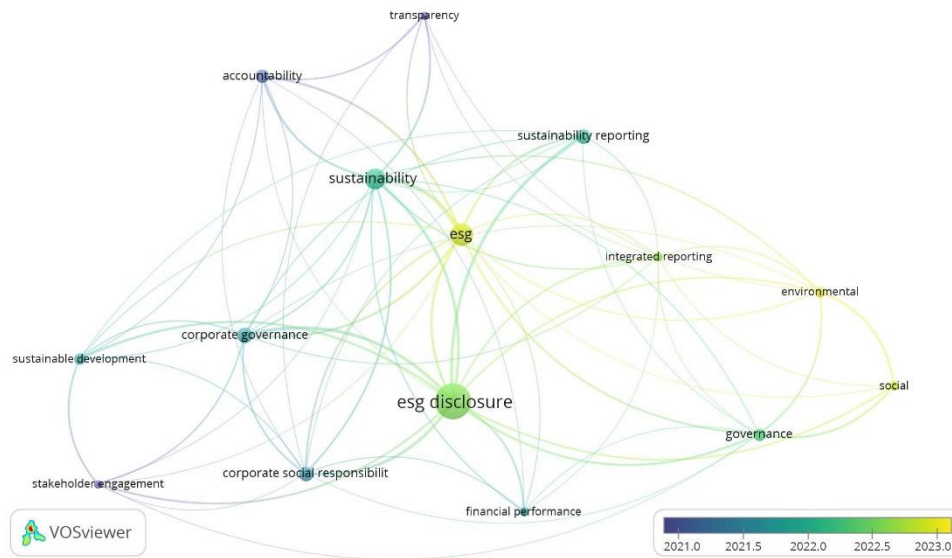 transparency
accountability
sustainability reporting
sustainability
esg
integrated reporting
environmental
corporate governance
sustainable development
social
esg disclosure
governance
corporate social responsibilit
stakeholder engagement
financial performance
VOSviewer
2021.0 2021.5 2022.0 2022.5 2023.0